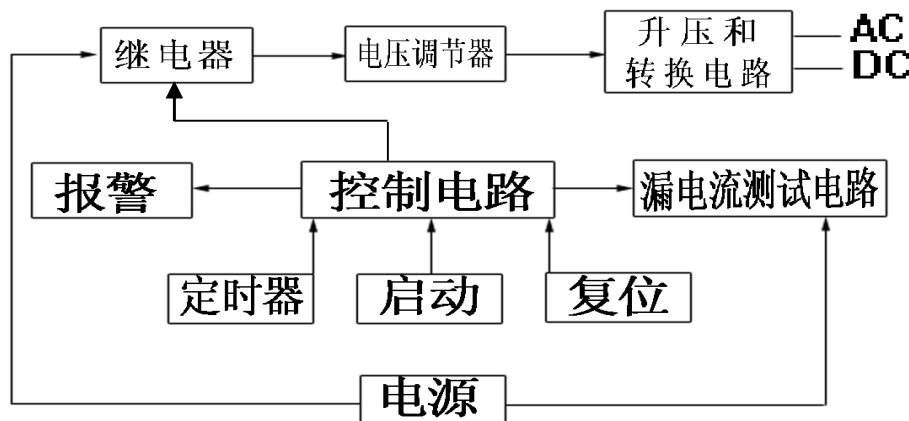 继电器
电压调节器
升压和
转换电路
AC
DC
报警
控制电路
漏电流测试电路
定时器
启动
复位
电源